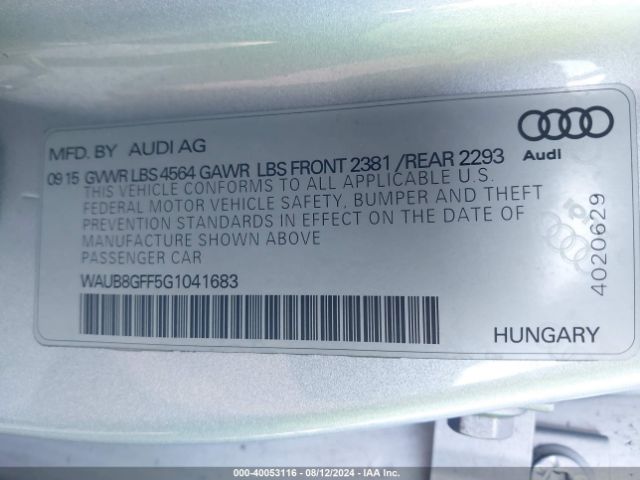 MFD. BY AUDI AG
Audi
09 15 GVWR LBS 4564 GAWR LBS FRONT 2381 /REAR 2293
THIS VEHICLE CONFORMS TO ALL APPLICABLE U.S.
FEDERAL MOTOR VEHICLE SAFETY, BUMPER AND THEFT
PREVENTION STANDARDS IN EFFECT ON THE DATE OF
MANUFACTURE SHOWN ABOVE
PASSENGER CAR
WAUB8GFF5G1041683
4020629
HUNGARY
000-40053116 - 08/12/2024 - IAA Inc.